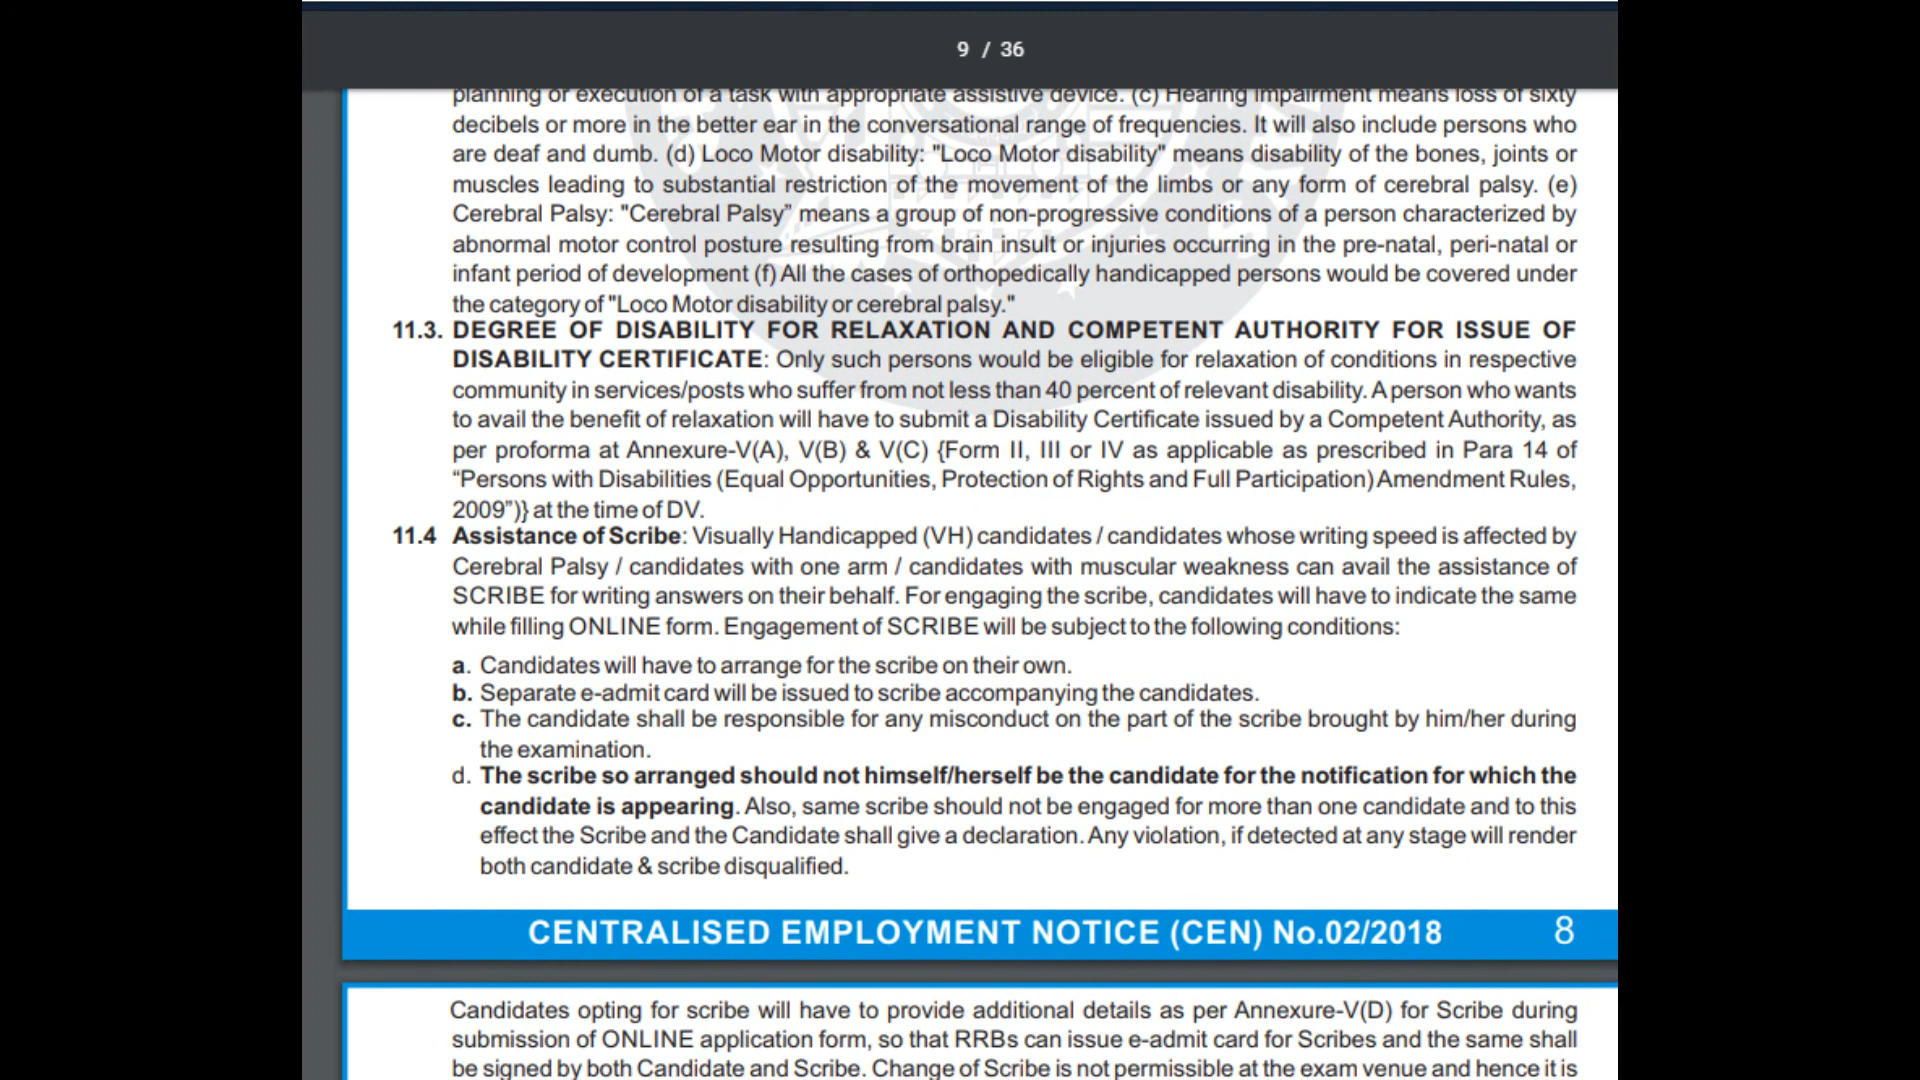 9 / 36
planning or execution of a task with appropriate assistive device. (c) Hearing Impairment means loss of sixty
decibels or more in the better ear in the conversational range of frequencies. It will also include persons who
are deaf and dumb. (d) Loco Motor disability: "Loco Motor disability" means disability of the bones, joints or
muscles leading to substantial restriction of the movement of the limbs or any form of cerebral palsy. (e)
Cerebral Palsy: "Cerebral Palsy” means a group of non-progressive conditions of a person characterized by
abnormal motor control posture resulting from brain insult or injuries occurring in the pre-natal, peri-natal or
infant period of development (f) All the cases of orthopedically handicapped persons would be covered under
the category of "Loco Motor disability or cerebral palsy."
11.3. DEGREE OF DISABILITY FOR RELAXATION AND COMPETENT AUTHORITY FOR ISSUE OF
DISABILITY CERTIFICATE: Only such persons would be eligible for relaxation of conditions in respective
community in services/posts who suffer from not less than 40 percent of relevant disability. A person who wants
to avail the benefit of relaxation will have to submit a Disability Certificate issued by a Competent Authority, as
per proforma at Annexure-V(A), V(B) & V(C) {Form II, III or IV as applicable as prescribed in Para 14 of
“Persons with Disabilities (Equal Opportunities, Protection of Rights and Full Participation) Amendment Rules,
2009”)} at the time of DV.
11.4 Assistance of Scribe: Visually Handicapped (VH) candidates / candidates whose writing speed is affected by
Cerebral Palsy / candidates with one arm / candidates with muscular weakness can avail the assistance of
SCRIBE for writing answers on their behalf. For engaging the scribe, candidates will have to indicate the same
while filling ONLINE form. Engagement of SCRIBE will be subject to the following conditions:
a. Candidates will have to arrange for the scribe on their own.
b. Separate e-admit card will be issued to scribe accompanying the candidates.
c. The candidate shall be responsible for any misconduct on the part of the scribe brought by him/her during
the examination.
d. The scribe so arranged should not himself/herself be the candidate for the notification for which the
candidate is appearing. Also, same scribe should not be engaged for more than one candidate and to this
effect the Scribe and the Candidate shall give a declaration. Any violation, if detected at any stage will render
both candidate & scribe disqualified.
CENTRALISED EMPLOYMENT NOTICE (CEN) No.02/2018 8
Candidates opting for scribe will have to provide additional details as per Annexure-V(D) for Scribe during
submission of ONLINE application form, so that RRBs can issue e-admit card for Scribes and the same shall
be signed by both Candidate and Scribe. Change of Scribe is not permissible at the exam venue and hence it is